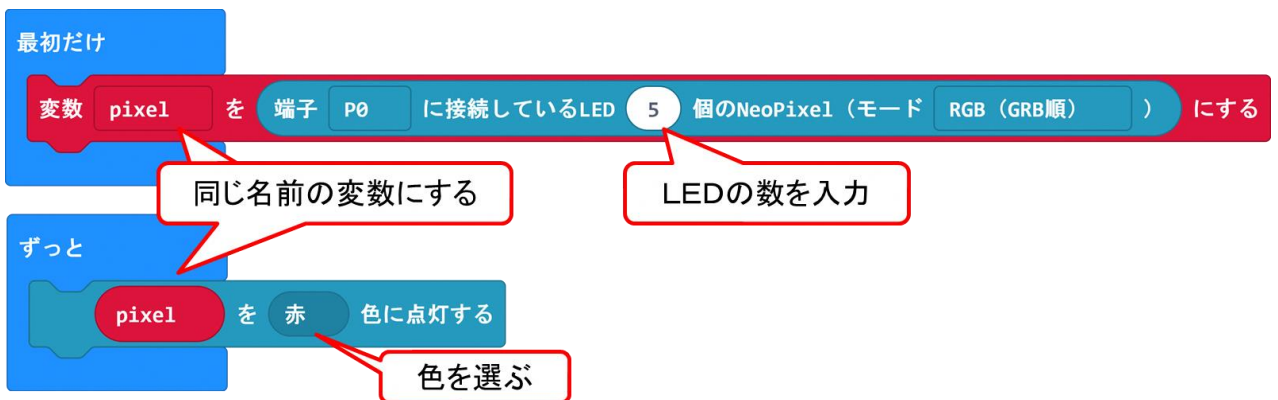 最初だけ
変数 pixel を 端子 P0 に接続しているLED 5 個のNeoPixel（モード RGB（GRB順） ） にする
同じ名前の変数にする
LEDの数を入力
ずっと
pixel を 赤 色に点灯する
色を選ぶ